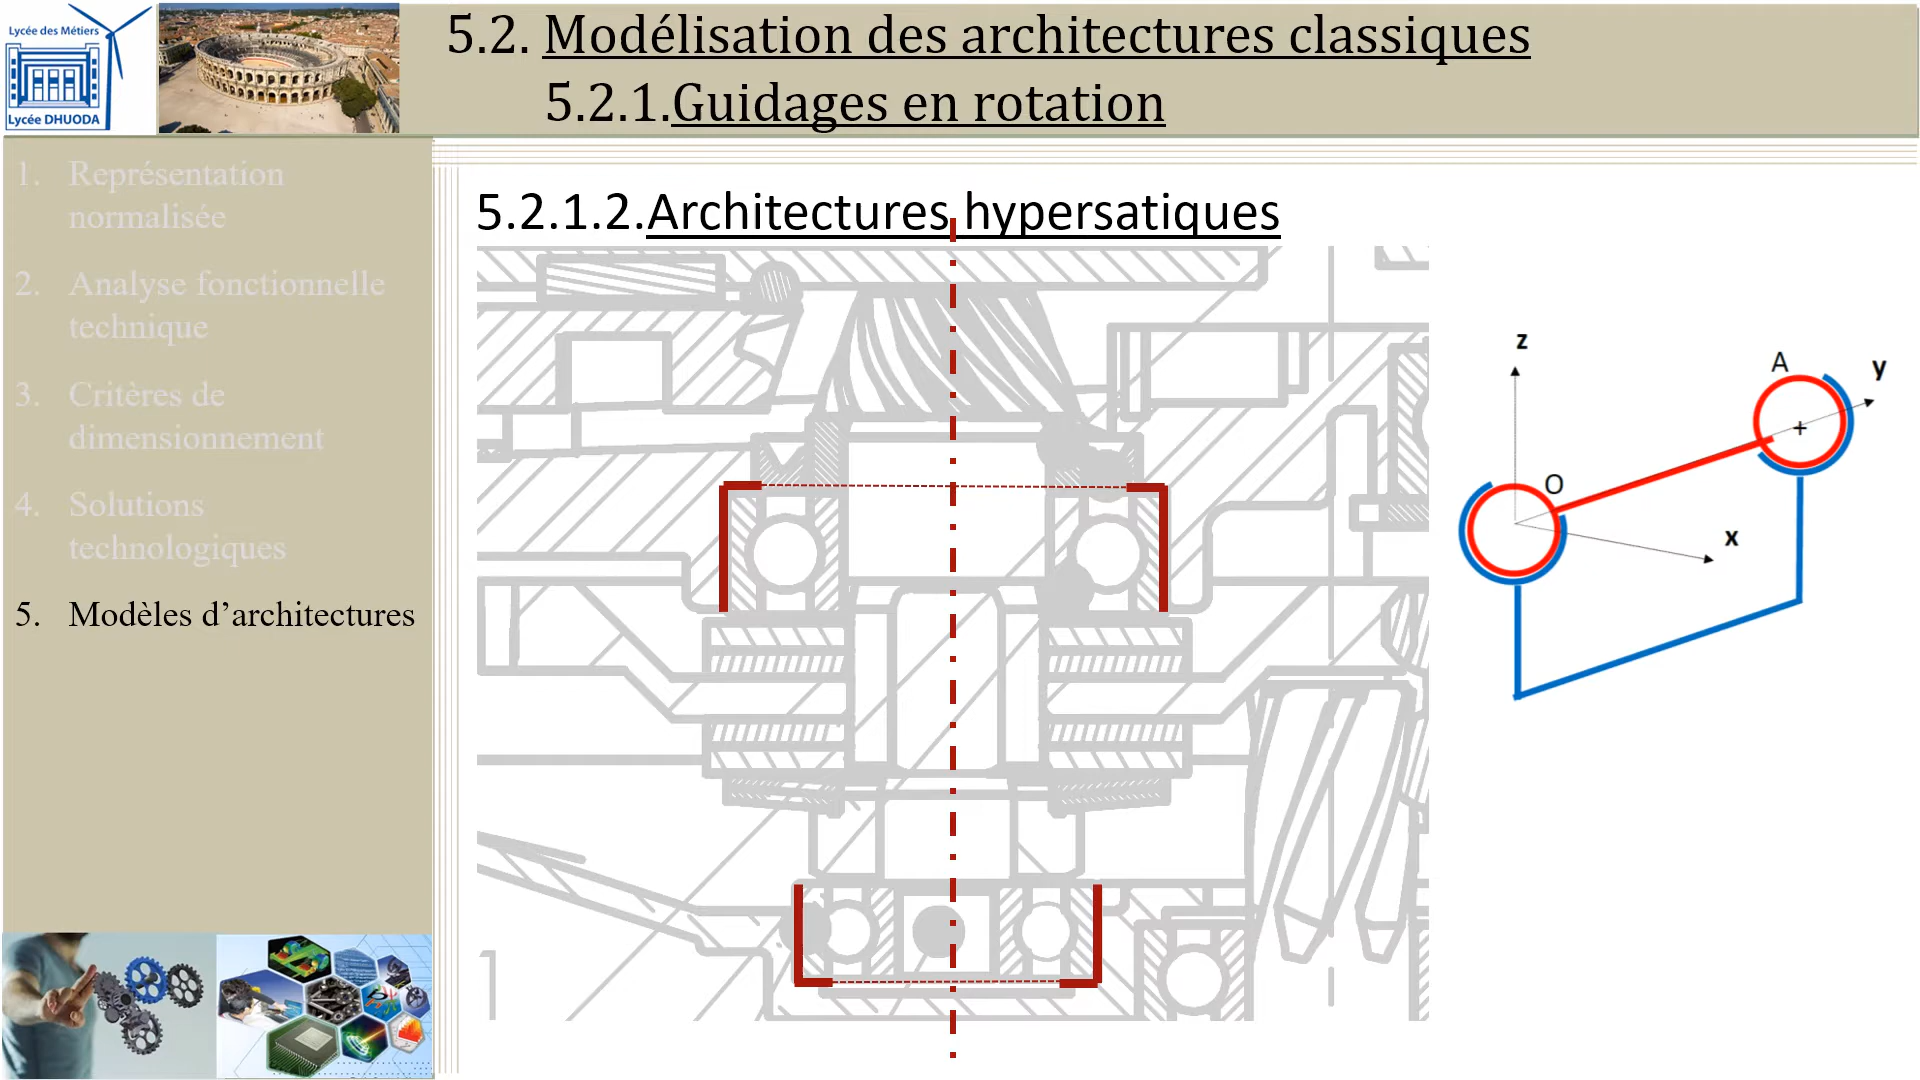 Lycée des Métiers
Lycée DHUODA
5.2. Modélisation des architectures classiques
5.2.1.Guidages en rotation
1. Représentation
normalisée
2. Analyse fonctionnelle
technique
3. Critères de
dimensionnement
4. Solutions
technologiques
5. Modèles d’architectures
5.2.1.2.Architectures hypersatiques
z
A
y
O
x